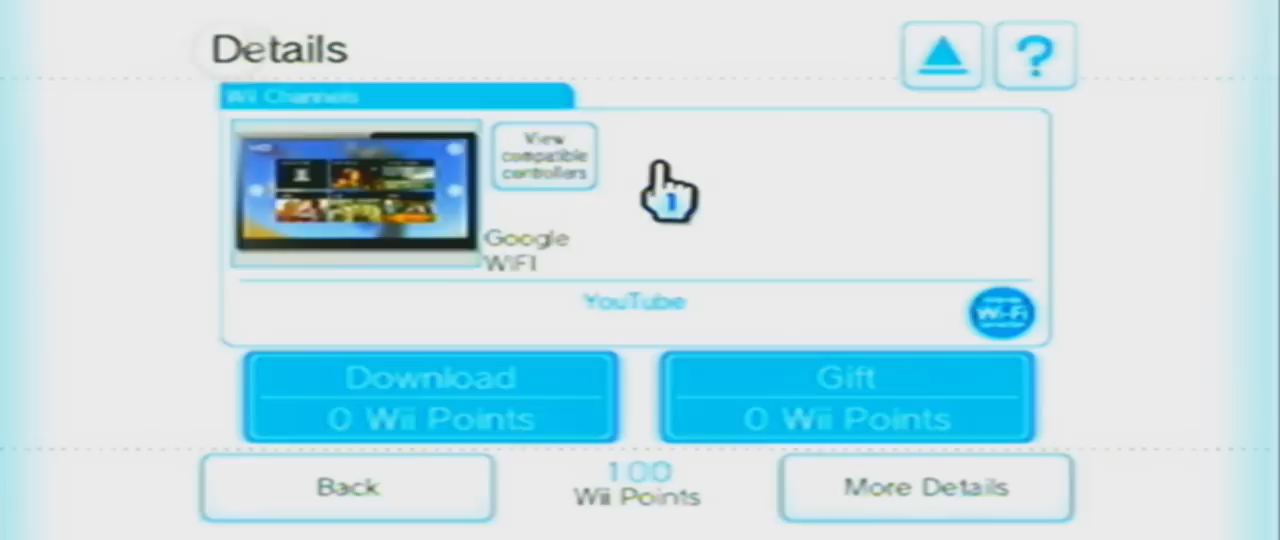 Details
?
Wii Channels
View
compatible
controllers
1
Google
WiFi
YouTube
Wi-Fi
Download
0 Wii Points
Gift
0 Wii Points
Back
100
Wii Points
More Details